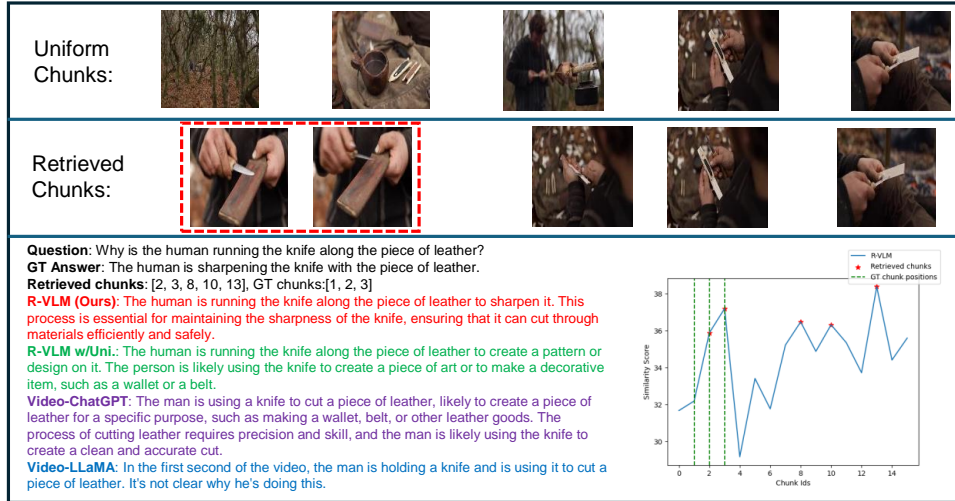 Uniform
Chunks:
Retrieved
Chunks:
Question: Why is the human running the knife along the piece of leather?
GT Answer: The human is sharpening the knife with the piece of leather.
Retrieved chunks: [2, 3, 8, 10, 13], GT chunks:[1, 2, 3]
R-VLM (Ours): The human is running the knife along the piece of leather to sharpen it. This
process is essential for maintaining the sharpness of the knife, ensuring that it can cut through
materials efficiently and safely.
R-VLM w/Uni.: The human is running the knife along the piece of leather to create a pattern or
design on it. The person is likely using the knife to create a piece of art or to make a decorative
item, such as a wallet or a belt.
Video-ChatGPT: The man is using a knife to cut a piece of leather, likely to create a piece of
leather for a specific purpose, such as making a wallet, belt, or other leather goods. The
process of cutting leather requires precision and skill, and the man is likely using the knife to
create a clean and accurate cut.
Video-LLaMA: In the first second of the video, the man is holding a knife and is using it to cut a
piece of leather. It's not clear why he's doing this.
R-VLM
Retrieved chunks
GT chunk positions
38
36
34
32
30
Similarity Score
0 2 4 6 8 10 12 14
Chunk Ids